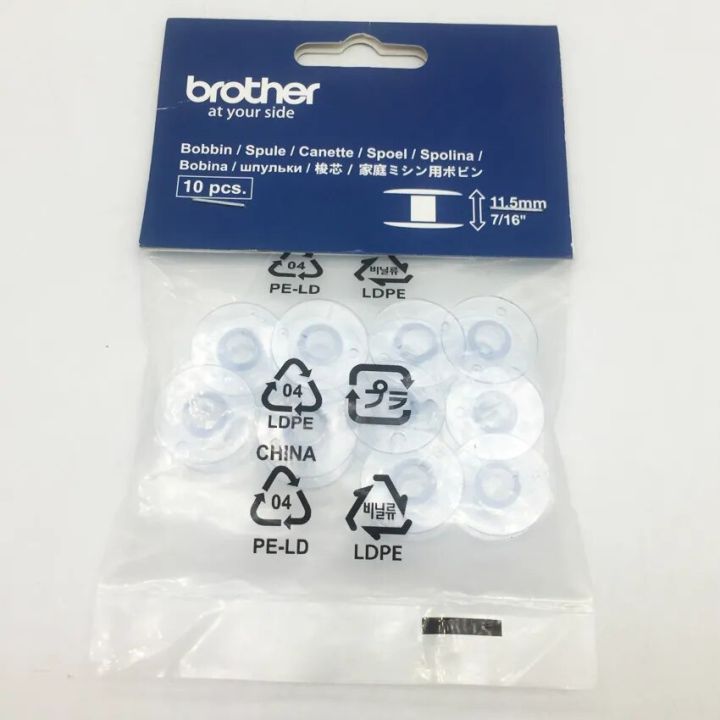 brother
at your side
Bobbin / Spule / Canette / Spoel / Spolina /
Bobina / шпульки / 梭芯 / 家庭ミシン用ボビン
10 pcs.
11.5mm
7/16"
04
PE-LD
비닐류
LDPE
04
LDPE
プラ
CHINA
04
PE-LD
비닐류
LDPE